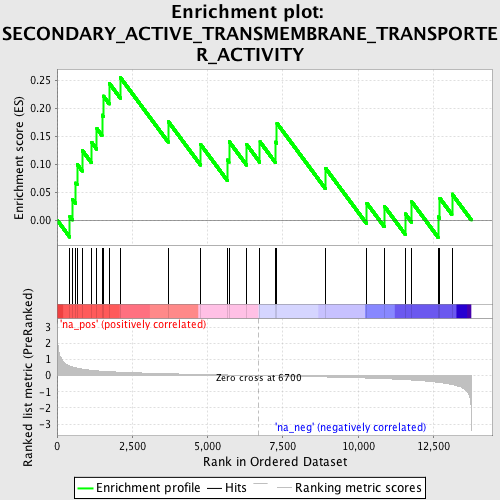 Enrichment plot:
SECONDARY_ACTIVE_TRANSMEMBRANE_TRANSPORTE
R_ACTIVITY
Enrichment score (ES)
0.25
0.20
0.15
0.10
0.05
0.00
'na_pos' (positively correlated)
Ranked list metric (PreRanked)
3
2
1
0
-1
-2
-3
Zero cross at 6700
'na_neg' (negatively correlated)
0
2,500
5,000
7,500
10,000
12,500
Rank in Ordered Dataset
Enrichment profile
Hits
Ranking metric scores